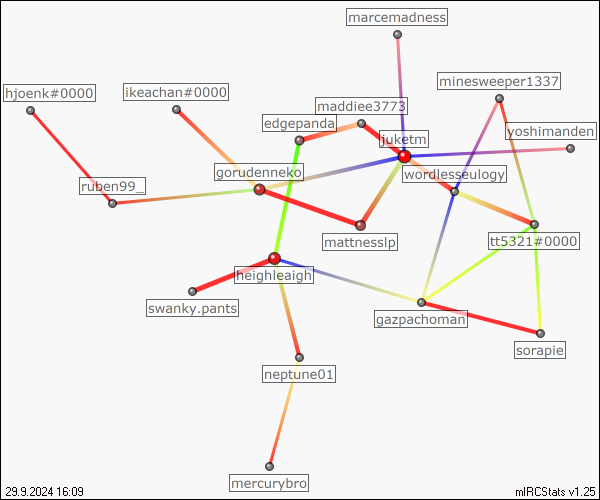 marcemadness
minesweeper1337
hjoenk#0000
ikeachan#0000
maddiee3773
edgepanda
juketm
yoshimanden
gorudenneko
wordlesseulogy
ruben99_
mattnesslp
tt5321#0000
heighleaigh
swanky.pants
gazpachoman
sorapie
neptune01
mercurybro
29.9.2024 16:09
mIRCStats v1.25